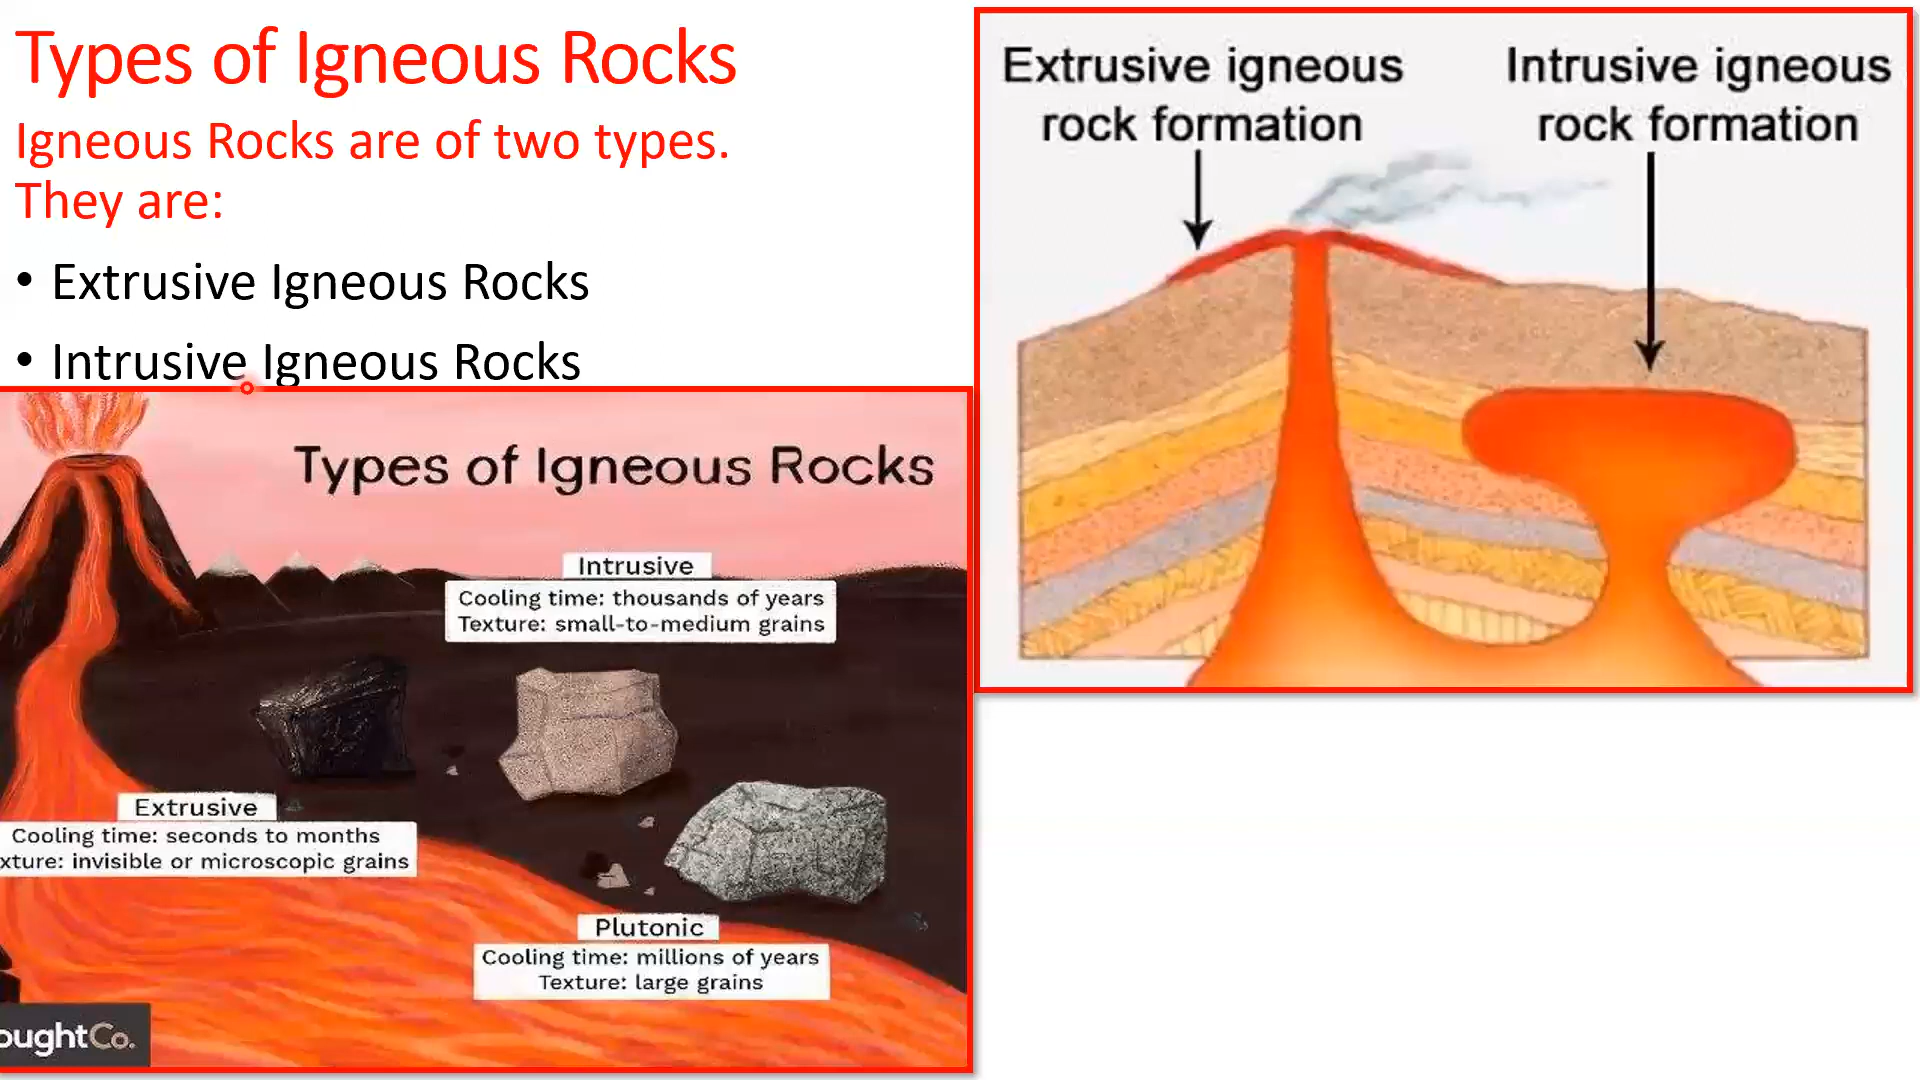 Types of Igneous Rocks
Igneous Rocks are of two types.
They are:
• Extrusive Igneous Rocks
• Intrusive Igneous Rocks
Extrusive igneous
rock formation
Intrusive igneous
rock formation
Types of Igneous Rocks
Intrusive
Cooling time: thousands of years
Texture: small-to-medium grains
Extrusive
Cooling time: seconds to months
xture: invisible or microscopic grains
Plutonic
Cooling time: millions of years
Texture: large grains
oughtCo.